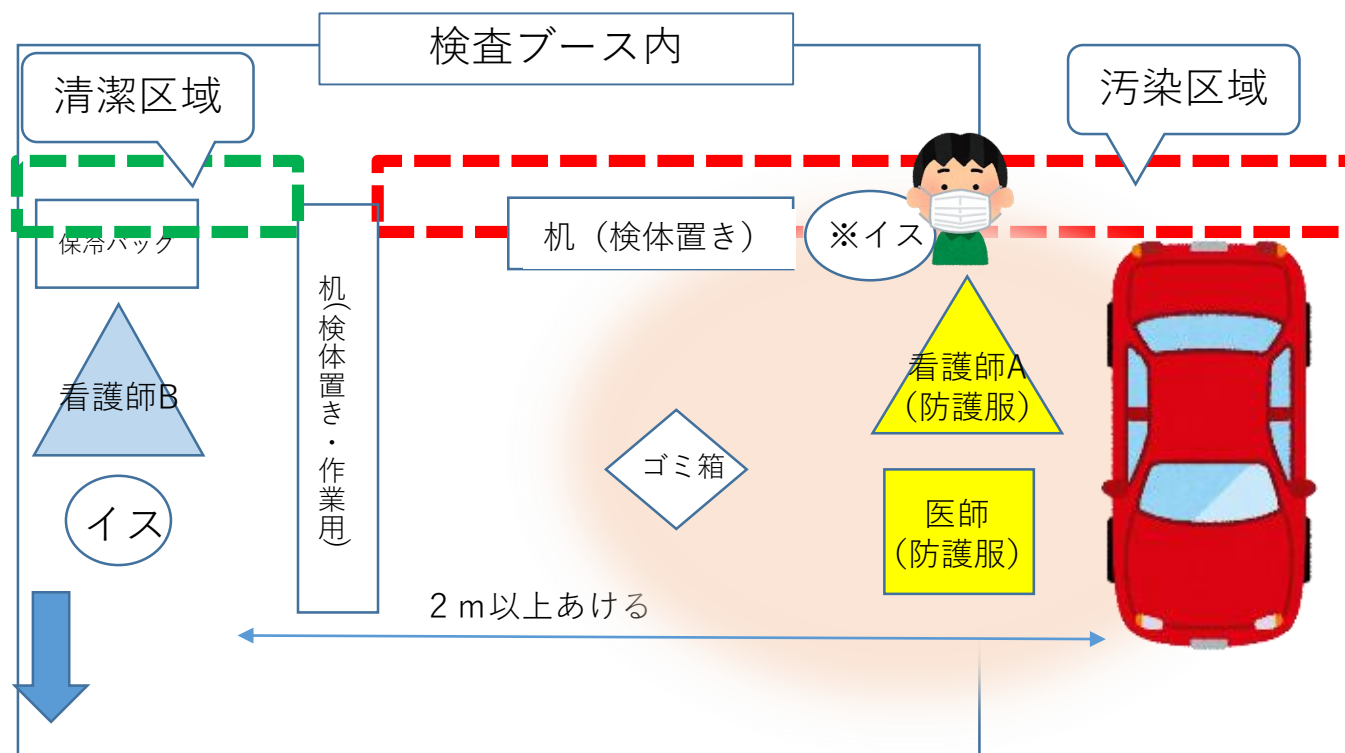 検査ブース内
清潔区域
汚染区域
保冷バック
机（検体置き）
※イス
机(検体置き・作業用)
看護師B
看護師A
(防護服)
ゴミ箱
イス
医師
(防護服)
２ｍ以上あける